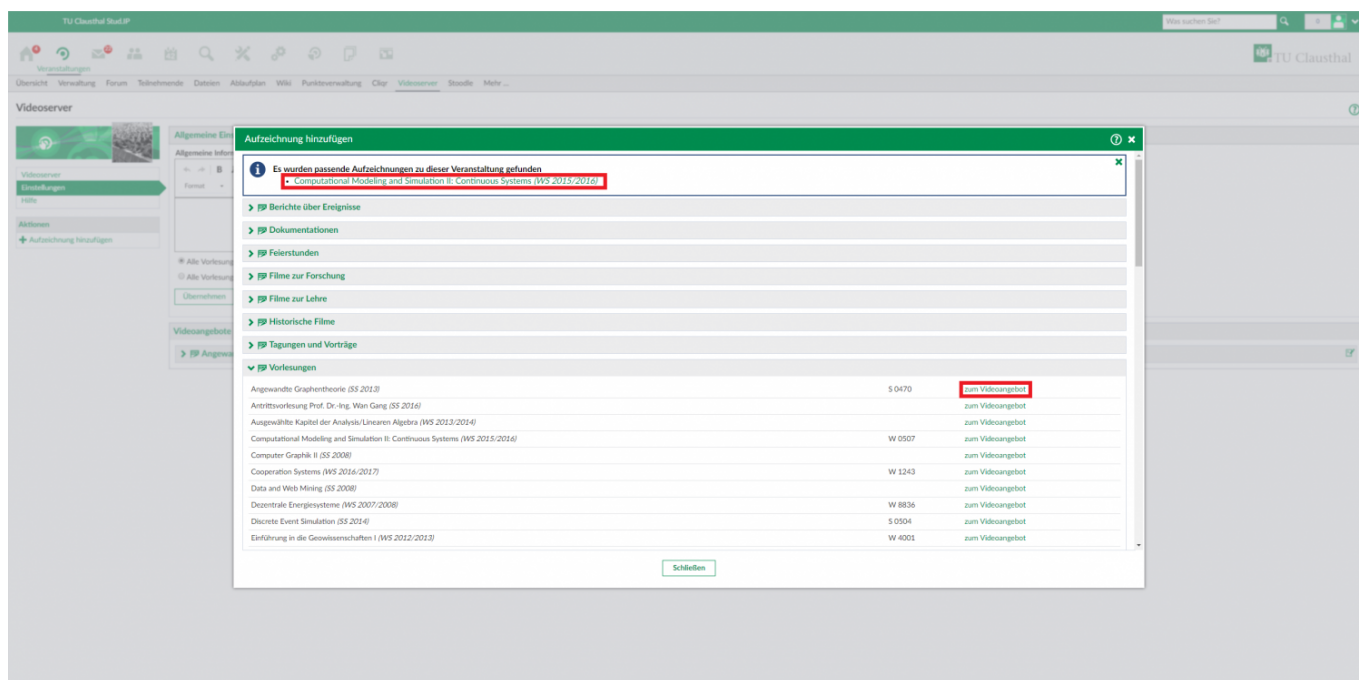 TU Clausthal Stud.IP
Was suchen Sie?
0
Veranstaltungen
TU Clausthal
Übersicht Verwaltung Forum Teilnehmende Dateien Ablaufplan Wiki Punkteverwaltung Cliqr Videoserver Stoodle Mehr ...
Videoserver
Videoserver
Einstellungen
Hilfe
Aktionen
Aufzeichnung hinzufügen
Allgemeine Ein
Allgemeine Inform
B
Format
Alle Vorlesung
Alle Vorlesung
Übernehmen
Videoangebote
Angewa
Aufzeichnung hinzufügen
Es wurden passende Aufzeichnungen zu dieser Veranstaltung gefunden
• Computational Modeling and Simulation II: Continuous Systems (WS 2015/2016)
Berichte über Ereignisse
Dokumentationen
Feierstunden
Filme zur Forschung
Filme zur Lehre
Historische Filme
Tagungen und Vorträge
Vorlesungen
Angewandte Graphentheorie (SS 2013) S 0470 zum Videoangebot
Antrittsvorlesung Prof. Dr.-Ing. Wan Gang (SS 2016) zum Videoangebot
Ausgewählte Kapitel der Analysis/Linearen Algebra (WS 2013/2014) zum Videoangebot
Computational Modeling and Simulation II: Continuous Systems (WS 2015/2016) W 0507 zum Videoangebot
Computer Graphik II (SS 2008) zum Videoangebot
Cooperation Systems (WS 2016/2017) W 1243 zum Videoangebot
Data and Web Mining (SS 2008) zum Videoangebot
Dezentrale Energiesysteme (WS 2007/2008) W 8836 zum Videoangebot
Discrete Event Simulation (SS 2014) S 0504 zum Videoangebot
Einführung in die Geowissenschaften I (WS 2012/2013) W 4001 zum Videoangebot
Schließen